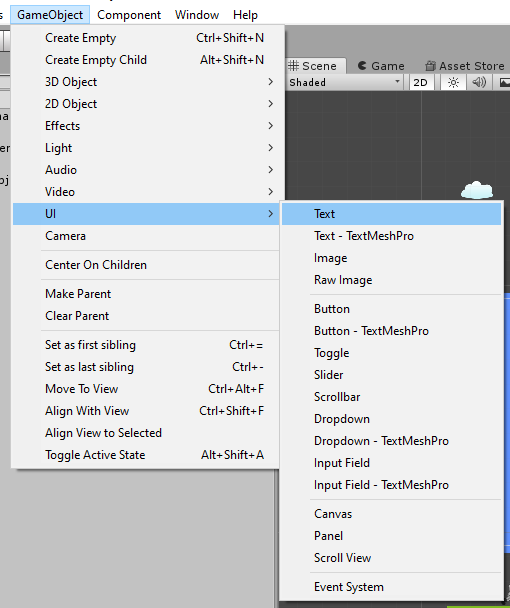 GameObject Component Window Help
Create Empty Ctrl+Shift+N
Create Empty Child Alt+Shift+N
3D Object
2D Object
Effects
Light
Audio
Video
UI
Camera
Center On Children
Make Parent
Clear Parent
Set as first sibling Ctrl+=
Set as last sibling Ctrl+-
Move To View Ctrl+Alt+F
Align With View Ctrl+Shift+F
Align View to Selected
Toggle Active State Alt+Shift+A
Scene Game Asset Store
Shaded 2D
Text
Text - TextMeshPro
Image
Raw Image
Button
Button - TextMeshPro
Toggle
Slider
Scrollbar
Dropdown
Dropdown - TextMeshPro
Input Field
Input Field - TextMeshPro
Canvas
Panel
Scroll View
Event System